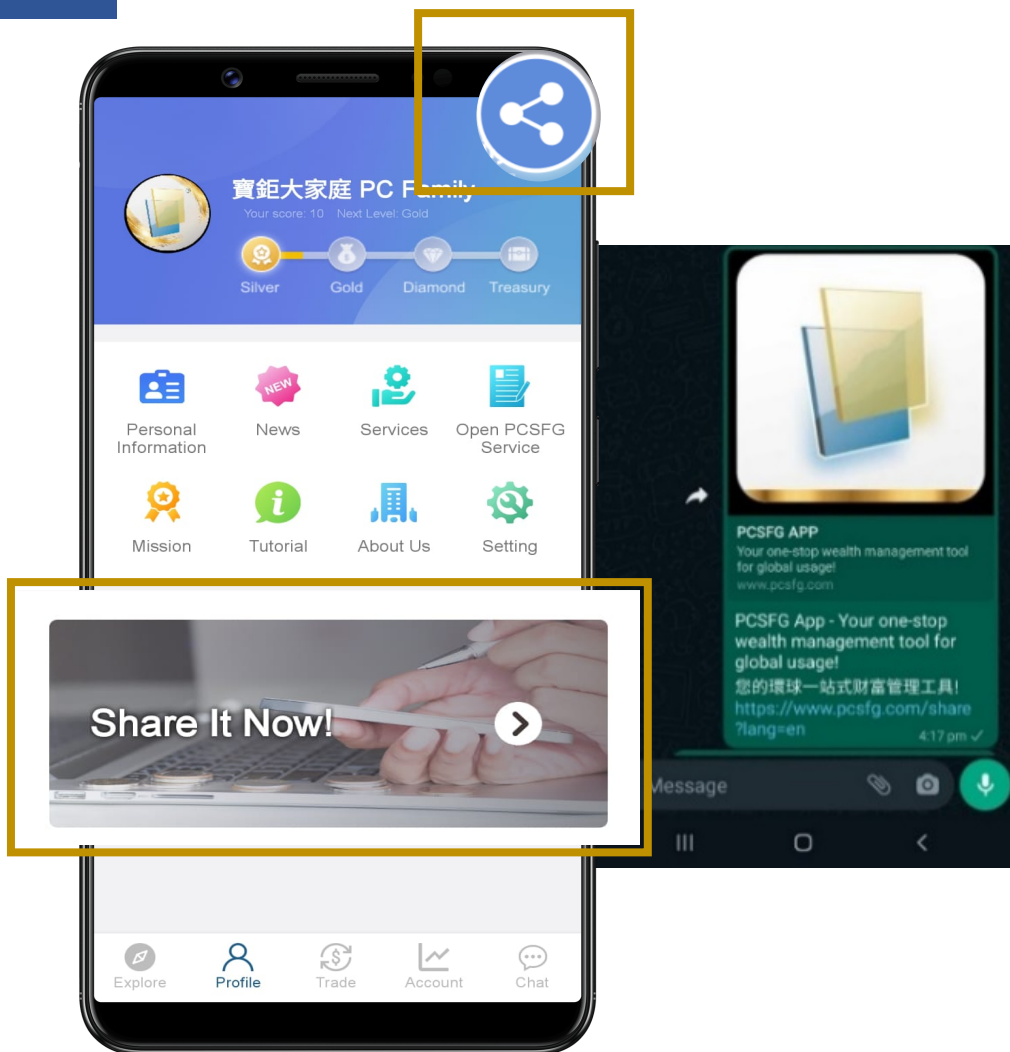 寶鉅大家庭 PC Family
Your score: 10 Next Level: Gold
Silver Gold Diamond Treasury
NEW
Personal Information
News
Services
Open PCSFG Service
Mission
Tutorial
About Us
Setting
Share It Now!
Explore
Profile
Trade
Account
Chat
PCSFG APP
Your one-stop wealth management tool
for global usage!
www.pcsfg.com
PCSFG App - Your one-stop
wealth management tool for
global usage!
您的環球一站式财富管理工具!
https://www.pcsfg.com/share
?lang=en
4:17 pm
Message